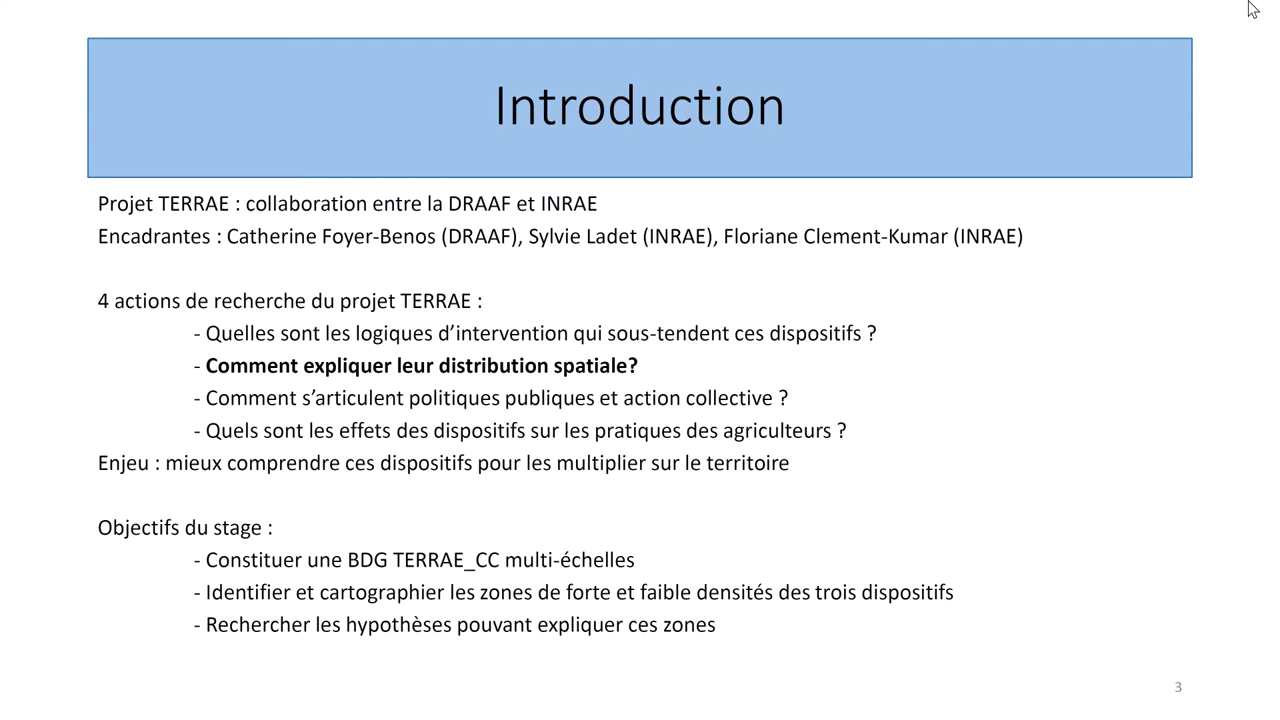 Introduction
Projet TERRAE : collaboration entre la DRAAF et INRAE
Encadrantes : Catherine Foyer-Benos (DRAAF), Sylvie Ladet (INRAE), Floriane Clement-Kumar (INRAE)
4 actions de recherche du projet TERRAE :
- Quelles sont les logiques d’intervention qui sous-tendent ces dispositifs ?
- Comment expliquer leur distribution spatiale?
- Comment s’articulent politiques publiques et action collective ?
- Quels sont les effets des dispositifs sur les pratiques des agriculteurs ?
Enjeu : mieux comprendre ces dispositifs pour les multiplier sur le territoire
Objectifs du stage :
- Constituer une BDG TERRAE_CC multi-échelles
- Identifier et cartographier les zones de forte et faible densités des trois dispositifs
- Rechercher les hypothèses pouvant expliquer ces zones
3